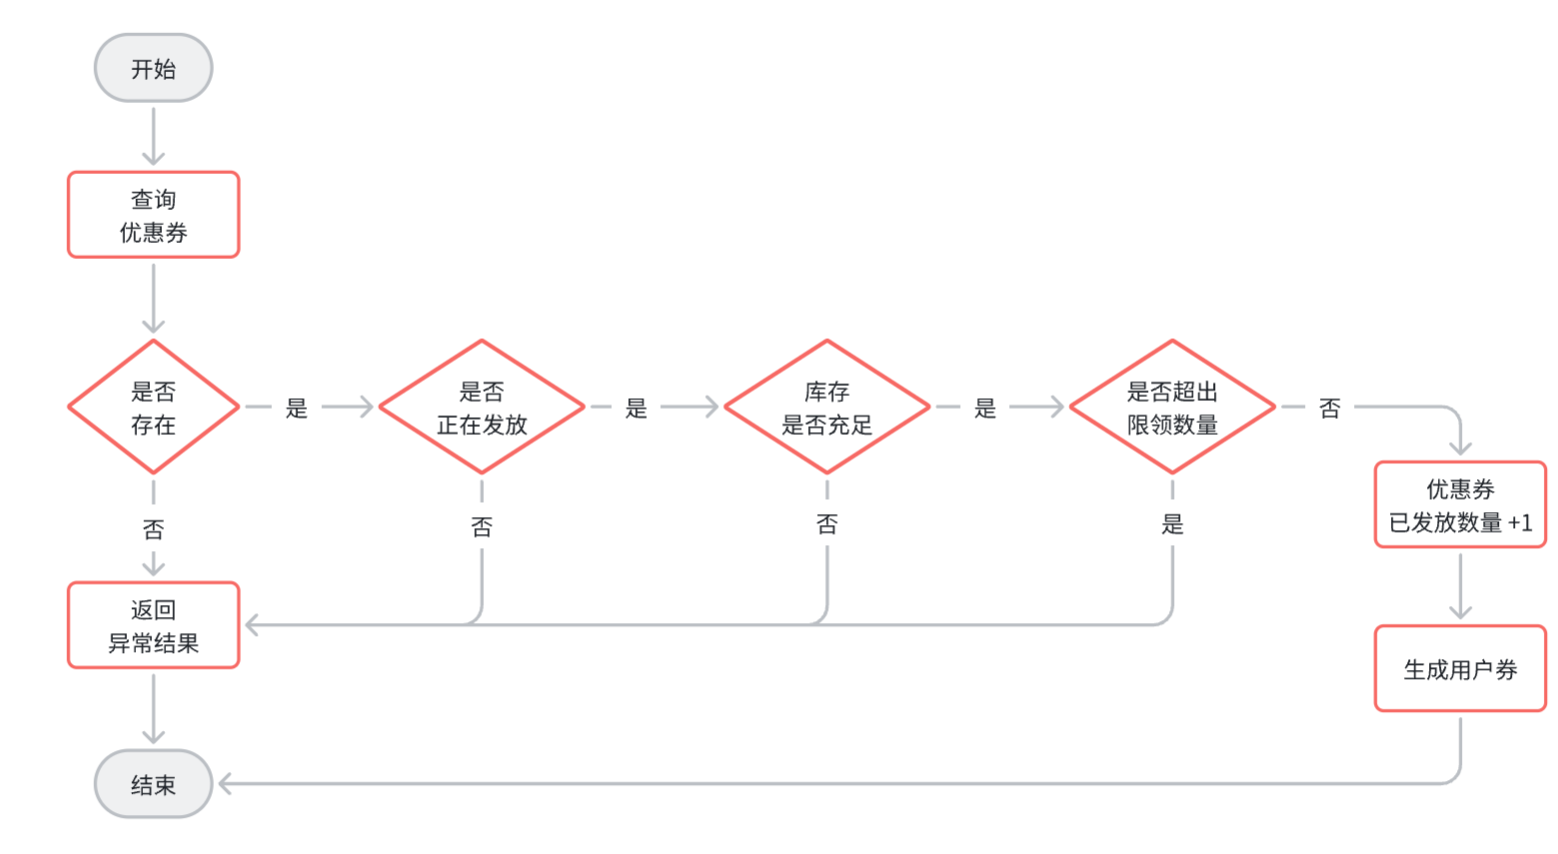 开始
查询
优惠券
是否
存在
是
是否
正在发放
是
库存
是否充足
是
是否超出
限领数量
否
优惠券
已发放数量 +1
否
否
否
是
返回
异常结果
生成用户券
结束